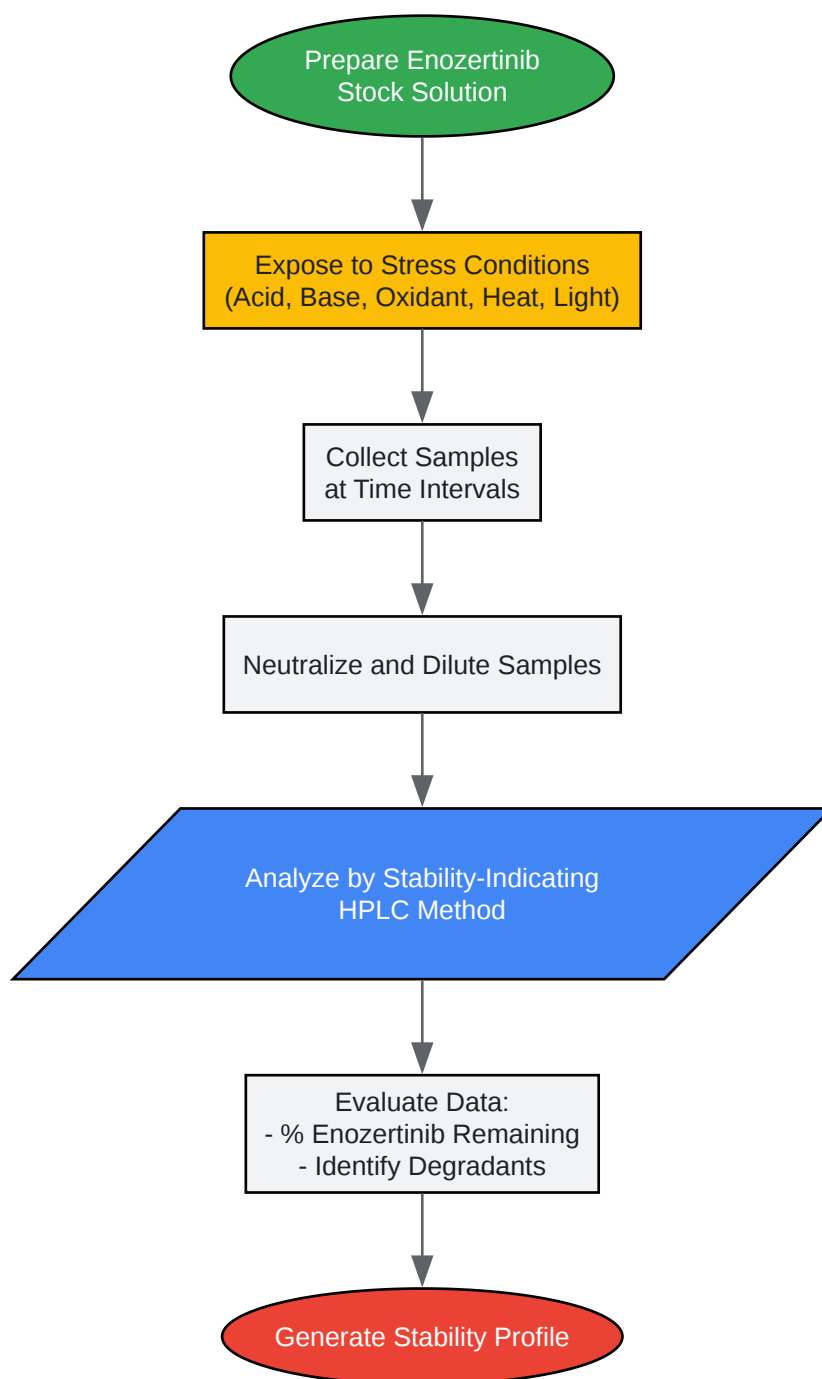 Prepare Enozertinib
Stock Solution
Expose to Stress Conditions
(Acid, Base, Oxidant, Heat, Light)
Collect Samples
at Time Intervals
Neutralize and Dilute Samples
Analyze by Stability-Indicating
HPLC Method
Evaluate Data:
- % Enozertinib Remaining
- Identify Degradants
Generate Stability Profile